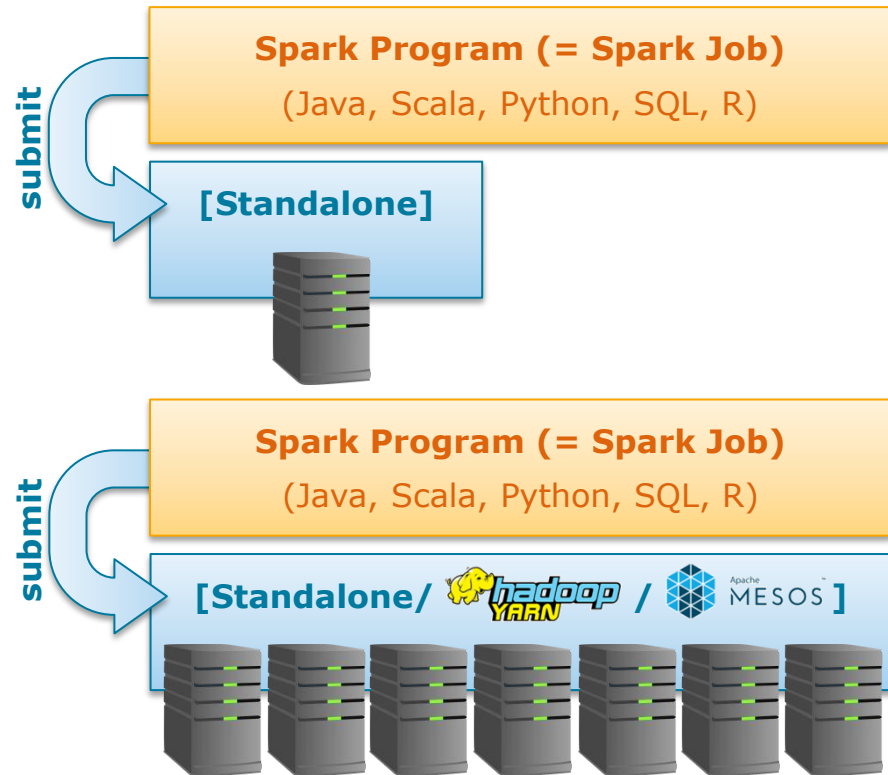 submit
Spark Program (= Spark Job)
(Java, Scala, Python, SQL, R)
[Standalone]
submit
Spark Program (= Spark Job)
(Java, Scala, Python, SQL, R)
[Standalone/ hadoop YARN / Apache MESOS™ ]